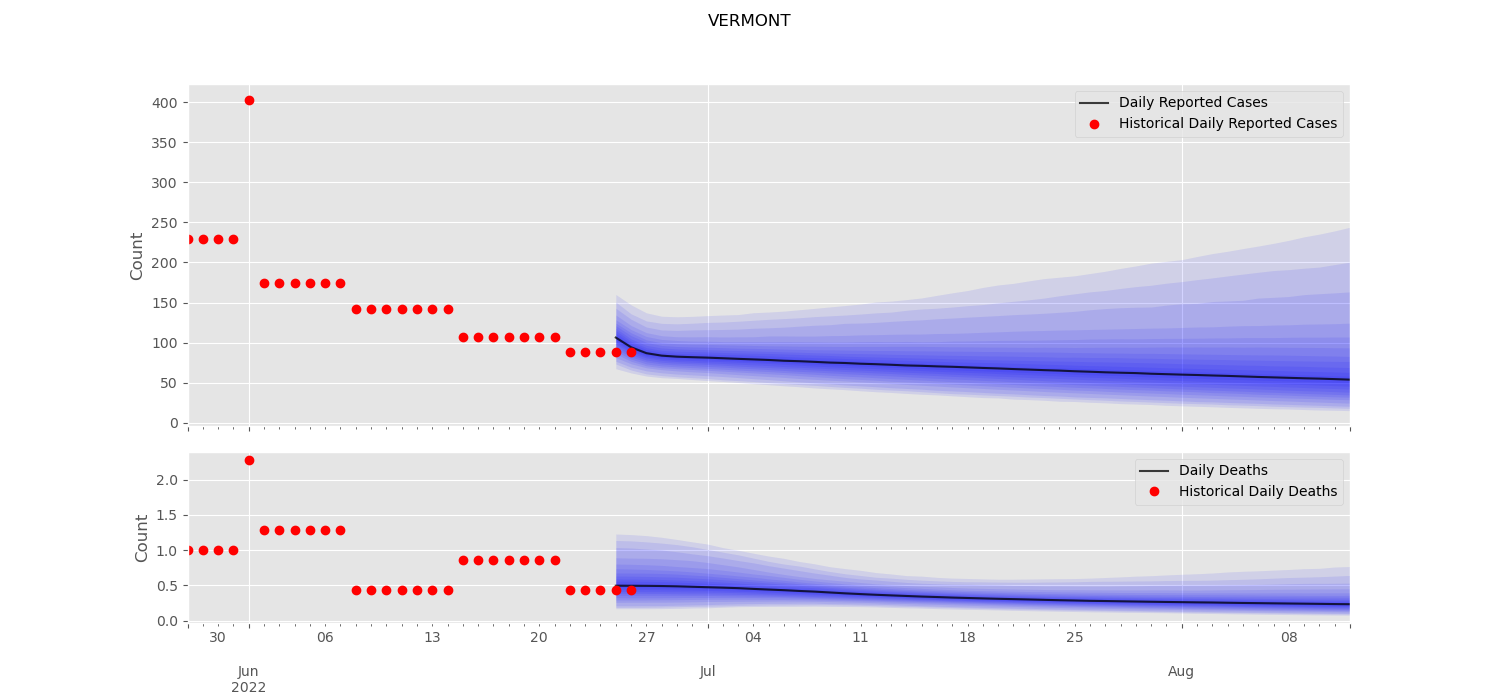 VERMONT
Daily Reported Cases
Historical Daily Reported Cases
400
350
300
250
200
150
100
50
0
Count
Daily Deaths
Historical Daily Deaths
2.0
1.5
1.0
0.5
0.0
Count
30 06 13 20 27 04 11 18 25 08
Jun Jul Aug
2022